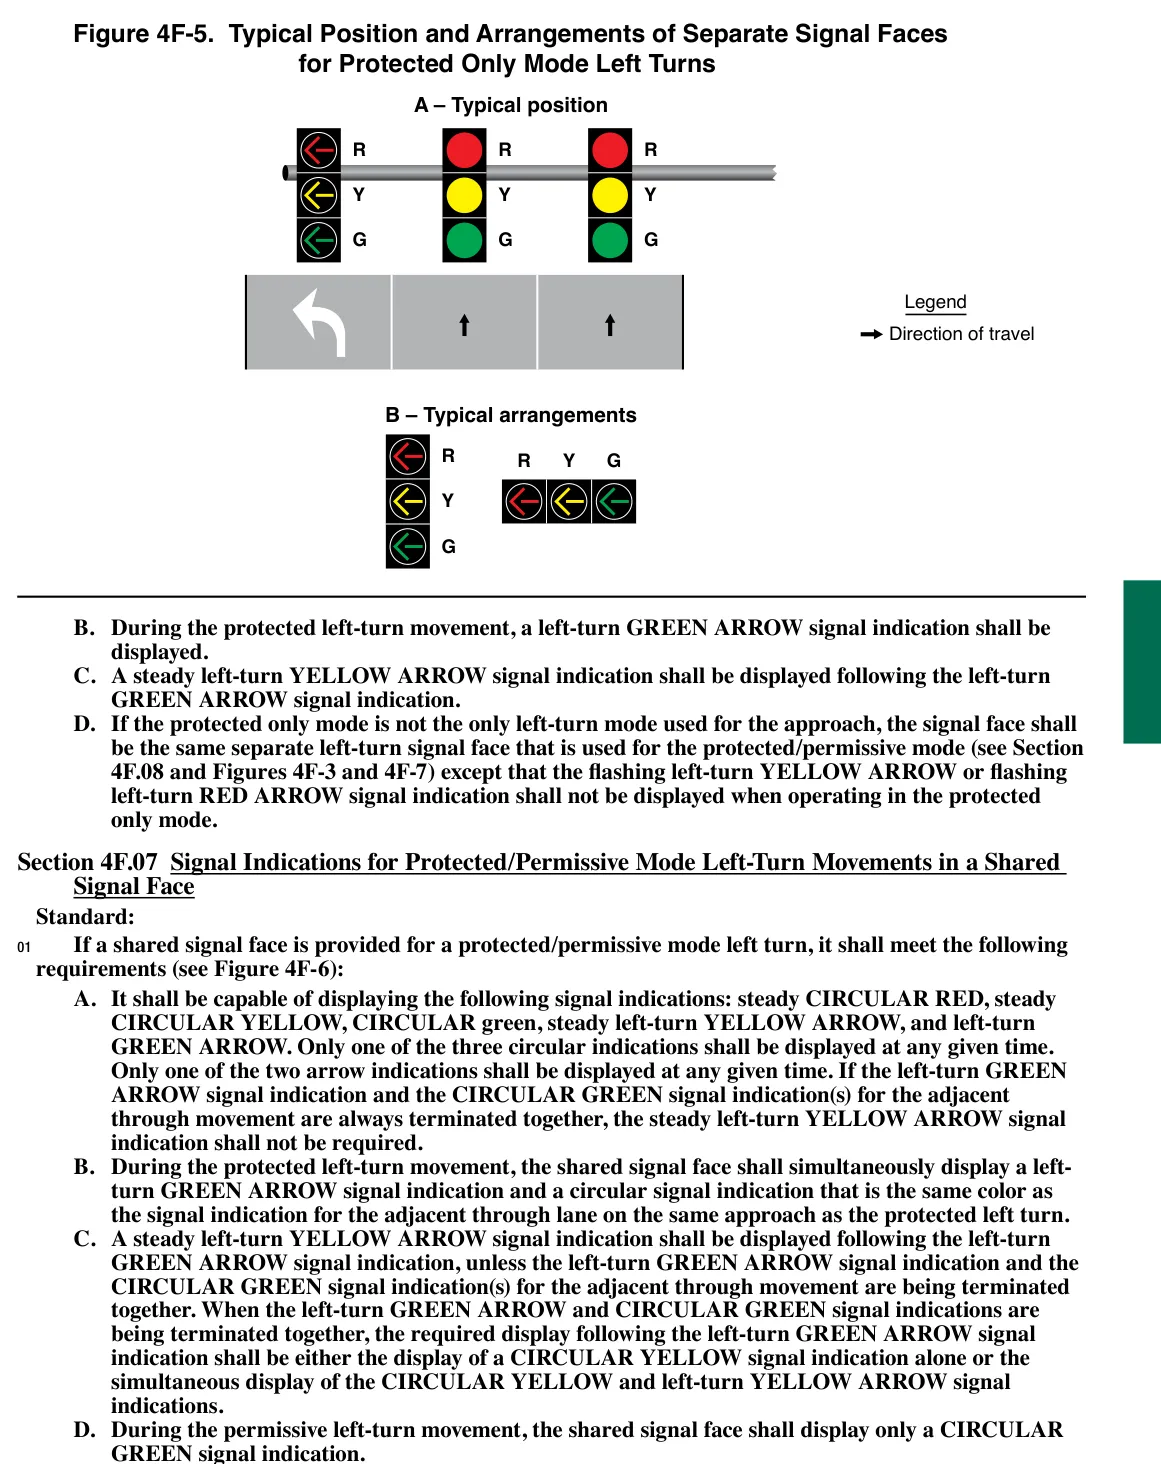 Figure 4F-5. Typical Position and Arrangements of Separate Signal Faces
for Protected Only Mode Left Turns
A – Typical position
R R R
Y Y Y
G G G
Legend
Direction of travel
B – Typical arrangements
R
Y
G
R Y G
B. During the protected left-turn movement, a left-turn GREEN ARROW signal indication shall be
displayed.
C. A steady left-turn YELLOW ARROW signal indication shall be displayed following the left-turn
GREEN ARROW signal indication.
D. If the protected only mode is not the only left-turn mode used for the approach, the signal face shall
be the same separate left-turn signal face that is used for the protected/permissive mode (see Section
4F.08 and Figures 4F-3 and 4F-7) except that the flashing left-turn YELLOW ARROW or flashing
left-turn RED ARROW signal indication shall not be displayed when operating in the protected
only mode.
Section 4F.07 Signal Indications for Protected/Permissive Mode Left-Turn Movements in a Shared
Signal Face
Standard:
01 If a shared signal face is provided for a protected/permissive mode left turn, it shall meet the following
requirements (see Figure 4F-6):
A. It shall be capable of displaying the following signal indications: steady CIRCULAR RED, steady
CIRCULAR YELLOW, CIRCULAR green, steady left-turn YELLOW ARROW, and left-turn
GREEN ARROW. Only one of the three circular indications shall be displayed at any given time.
Only one of the two arrow indications shall be displayed at any given time. If the left-turn GREEN
ARROW signal indication and the CIRCULAR GREEN signal indication(s) for the adjacent
through movement are always terminated together, the steady left-turn YELLOW ARROW signal
indication shall not be required.
B. During the protected left-turn movement, the shared signal face shall simultaneously display a left-
turn GREEN ARROW signal indication and a circular signal indication that is the same color as
the signal indication for the adjacent through lane on the same approach as the protected left turn.
C. A steady left-turn YELLOW ARROW signal indication shall be displayed following the left-turn
GREEN ARROW signal indication, unless the left-turn GREEN ARROW signal indication and the
CIRCULAR GREEN signal indication(s) for the adjacent through movement are being terminated
together. When the left-turn GREEN ARROW and CIRCULAR GREEN signal indications are
being terminated together, the required display following the left-turn GREEN ARROW signal
indication shall be either the display of a CIRCULAR YELLOW signal indication alone or the
simultaneous display of the CIRCULAR YELLOW and left-turn YELLOW ARROW signal
indications.
D. During the permissive left-turn movement, the shared signal face shall display only a CIRCULAR
GREEN signal indication.